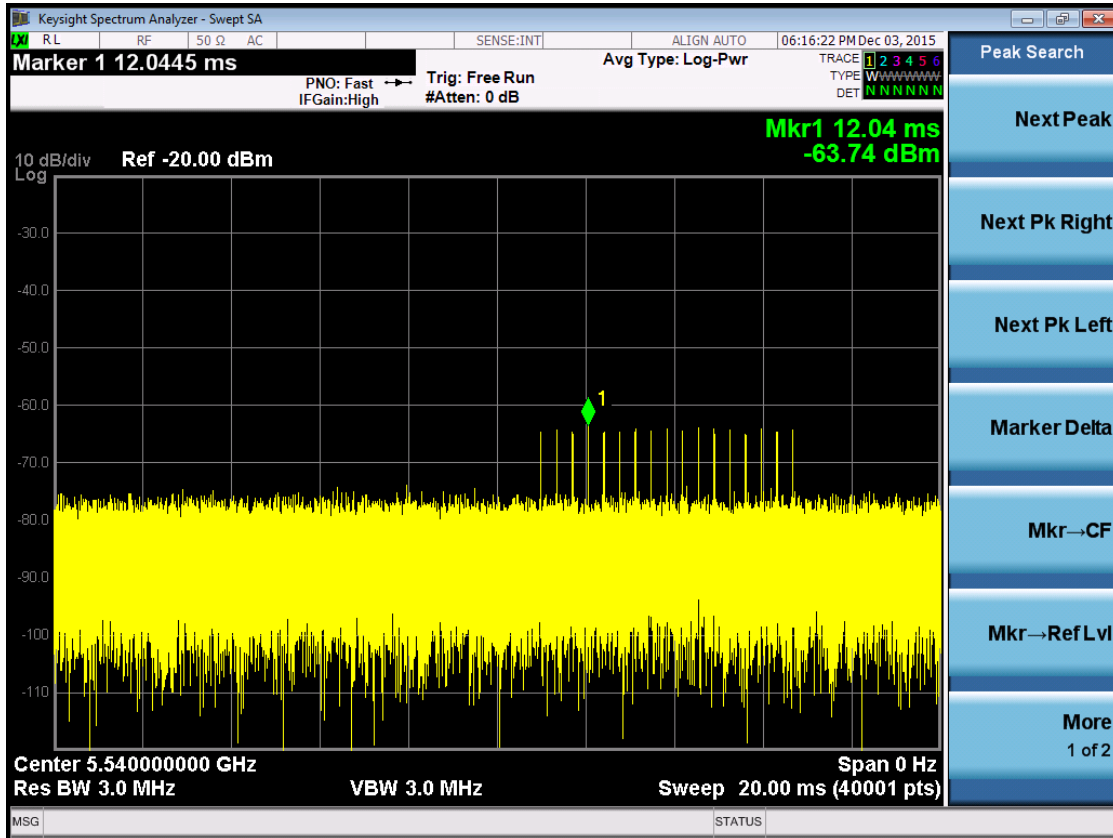 Keysight Spectrum Analyzer - Swept SA
LXI RL RF 50 Ω AC SENSE:INT ALIGN AUTO 06:16:22 PM Dec 03, 2015
Marker 1 12.0445 ms
PNO: Fast
IFGain:High
Trig: Free Run
#Atten: 0 dB
Avg Type: Log-Pwr
TRACE 1 2 3 4 5 6
TYPE WWWWWW
DET N N N N N N
Peak Search
Mkr1 12.04 ms
-63.74 dBm
10 dB/div Ref -20.00 dBm
Log
-30.0
-40.0
-50.0
-60.0
-70.0
-80.0
-90.0
-100
-110
1
Center 5.540000000 GHz Span 0 Hz
Res BW 3.0 MHz VBW 3.0 MHz Sweep 20.00 ms (40001 pts)
MSG STATUS
Next Peak
Next Pk Right
Next Pk Left
Marker Delta
Mkr→CF
Mkr→Ref Lvl
More
1 of 2